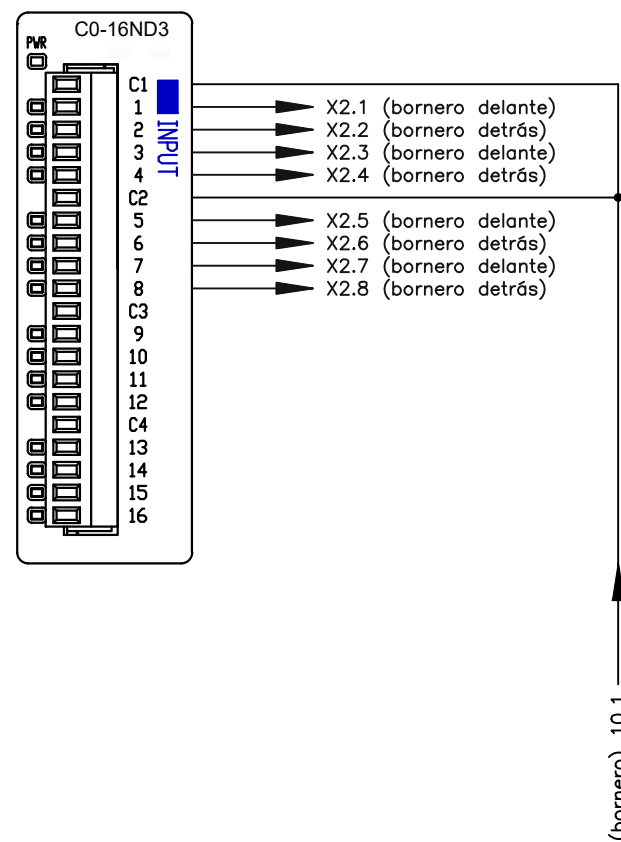 C0-16ND3
PWR
C1
1 X2.1 (bornero delante)
2 X2.2 (bornero detrás)
3 X2.3 (bornero delante)
4 X2.4 (bornero detrás)
INPUT
C2
5 X2.5 (bornero delante)
6 X2.6 (bornero detrás)
7 X2.7 (bornero delante)
8 X2.8 (bornero detrás)
C3
9
10
11
12
C4
13
14
15
16
(bornero) 10.1